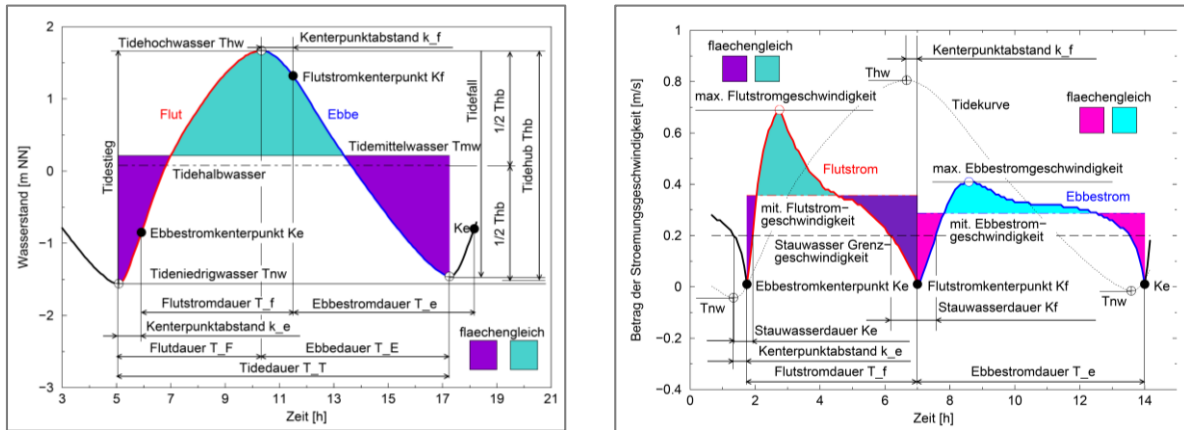 Wasserstand [m NN]
2
1
0
−1
−2
−3
Kenterpunktabstand k_f
Tidehochwasser Thw
Flutstromkenterpunkt Kf
Tidestieg
Flut
Ebbe
Tidefall
1/2 Thb
Tidehub Thb
Tidemittelwasser Tmw
Tidehalbwasser
1/2 Thb
Ebbestromkenterpunkt Ke
Ke
Tideniedrigwasser Tnw
Flutstromdauer T_f
Ebbestromdauer T_e
Kenterpunktabstand k_e
flaechengleich
Flutdauer T_F
Ebbedauer T_E
Tidedauer T_T
3 5 7 9 11 13 15 17 19 21
Zeit [h]
Betrag der Stroemungsgeschwindigkeit [m/s]
1
0.8
0.6
0.4
0.2
0
−0.2
−0.4
flaechengleich
Kenterpunktabstand k_f
Thw
max. Flutstromgeschwindigkeit
Tidekurve
flaechengleich
Flutstrom
max. Ebbestromgeschwindigkeit
Ebbestrom
mit. Flutstrom-
geschwindigkeit
mit. Ebbestrom-
geschwindigkeit
Stauwasser Grenz-
geschwindigkeit
Ebbestromkenterpunkt Ke
Flutstromkenterpunkt Kf
Ke
Tnw
Tnw
Stauwasserdauer Kf
Stauwasserdauer Ke
Kenterpunktabstand k_e
Flutstromdauer T_f
Ebbestromdauer T_e
0 2 4 6 8 10 12 14
Zeit [h]